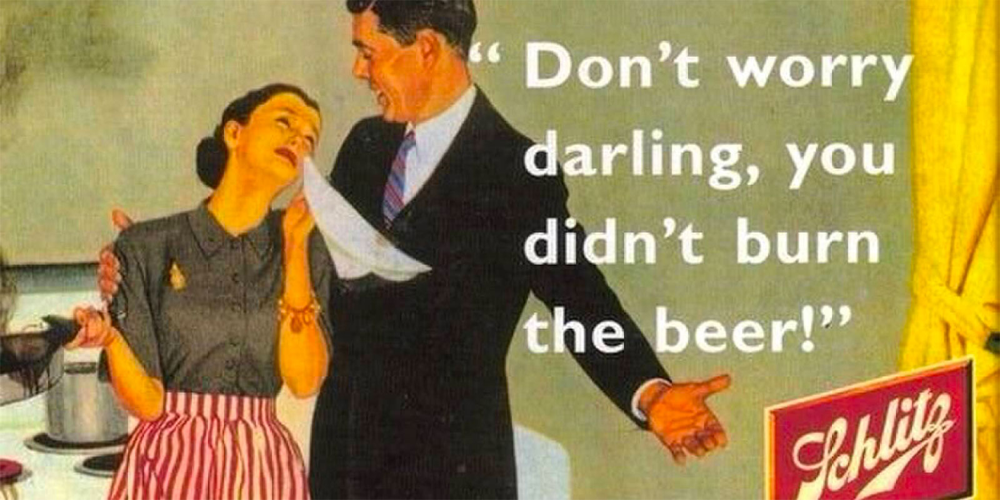 “ Don’t worry
darling, you
didn’t burn
the beer!”
Schlitz